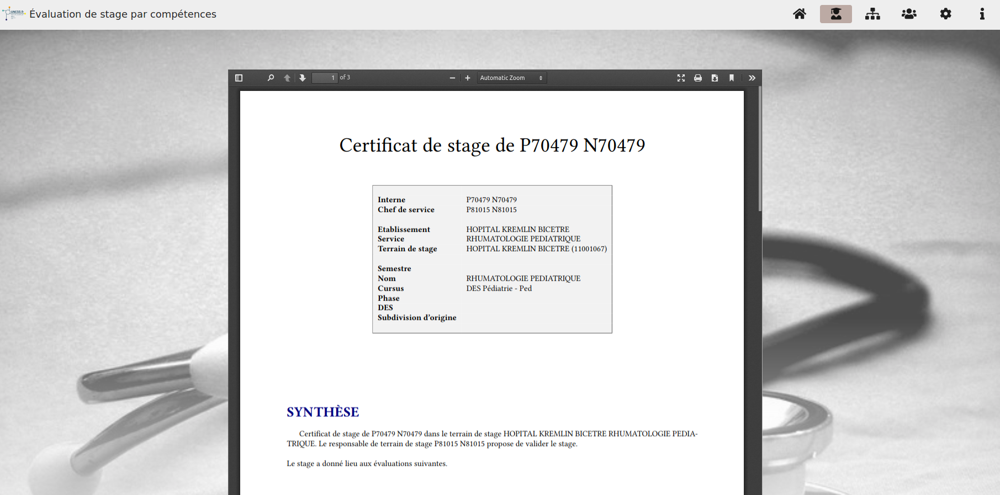 UNESS.fr Évaluation de stage par compétences
1 of 3 Automatic Zoom
Certificat de stage de P70479 N70479
Interne P70479 N70479
Chef de service P81015 N81015
Etablissement HOPITAL KREMLIN BICETRE
Service RHUMATOLOGIE PEDIATRIQUE
Terrain de stage HOPITAL KREMLIN BICETRE (11001067)
Semestre
Nom RHUMATOLOGIE PEDIATRIQUE
Cursus DES Pédiatrie - Ped
Phase
DES
Subdivision d’origine
SYNTHÈSE
Certificat de stage de P70479 N70479 dans le terrain de stage HOPITAL KREMLIN BICETRE RHUMATOLOGIE PEDIA-
TRIQUE. Le responsable de terrain de stage P81015 N81015 propose de valider le stage.
Le stage a donné lieu aux évaluations suivantes.